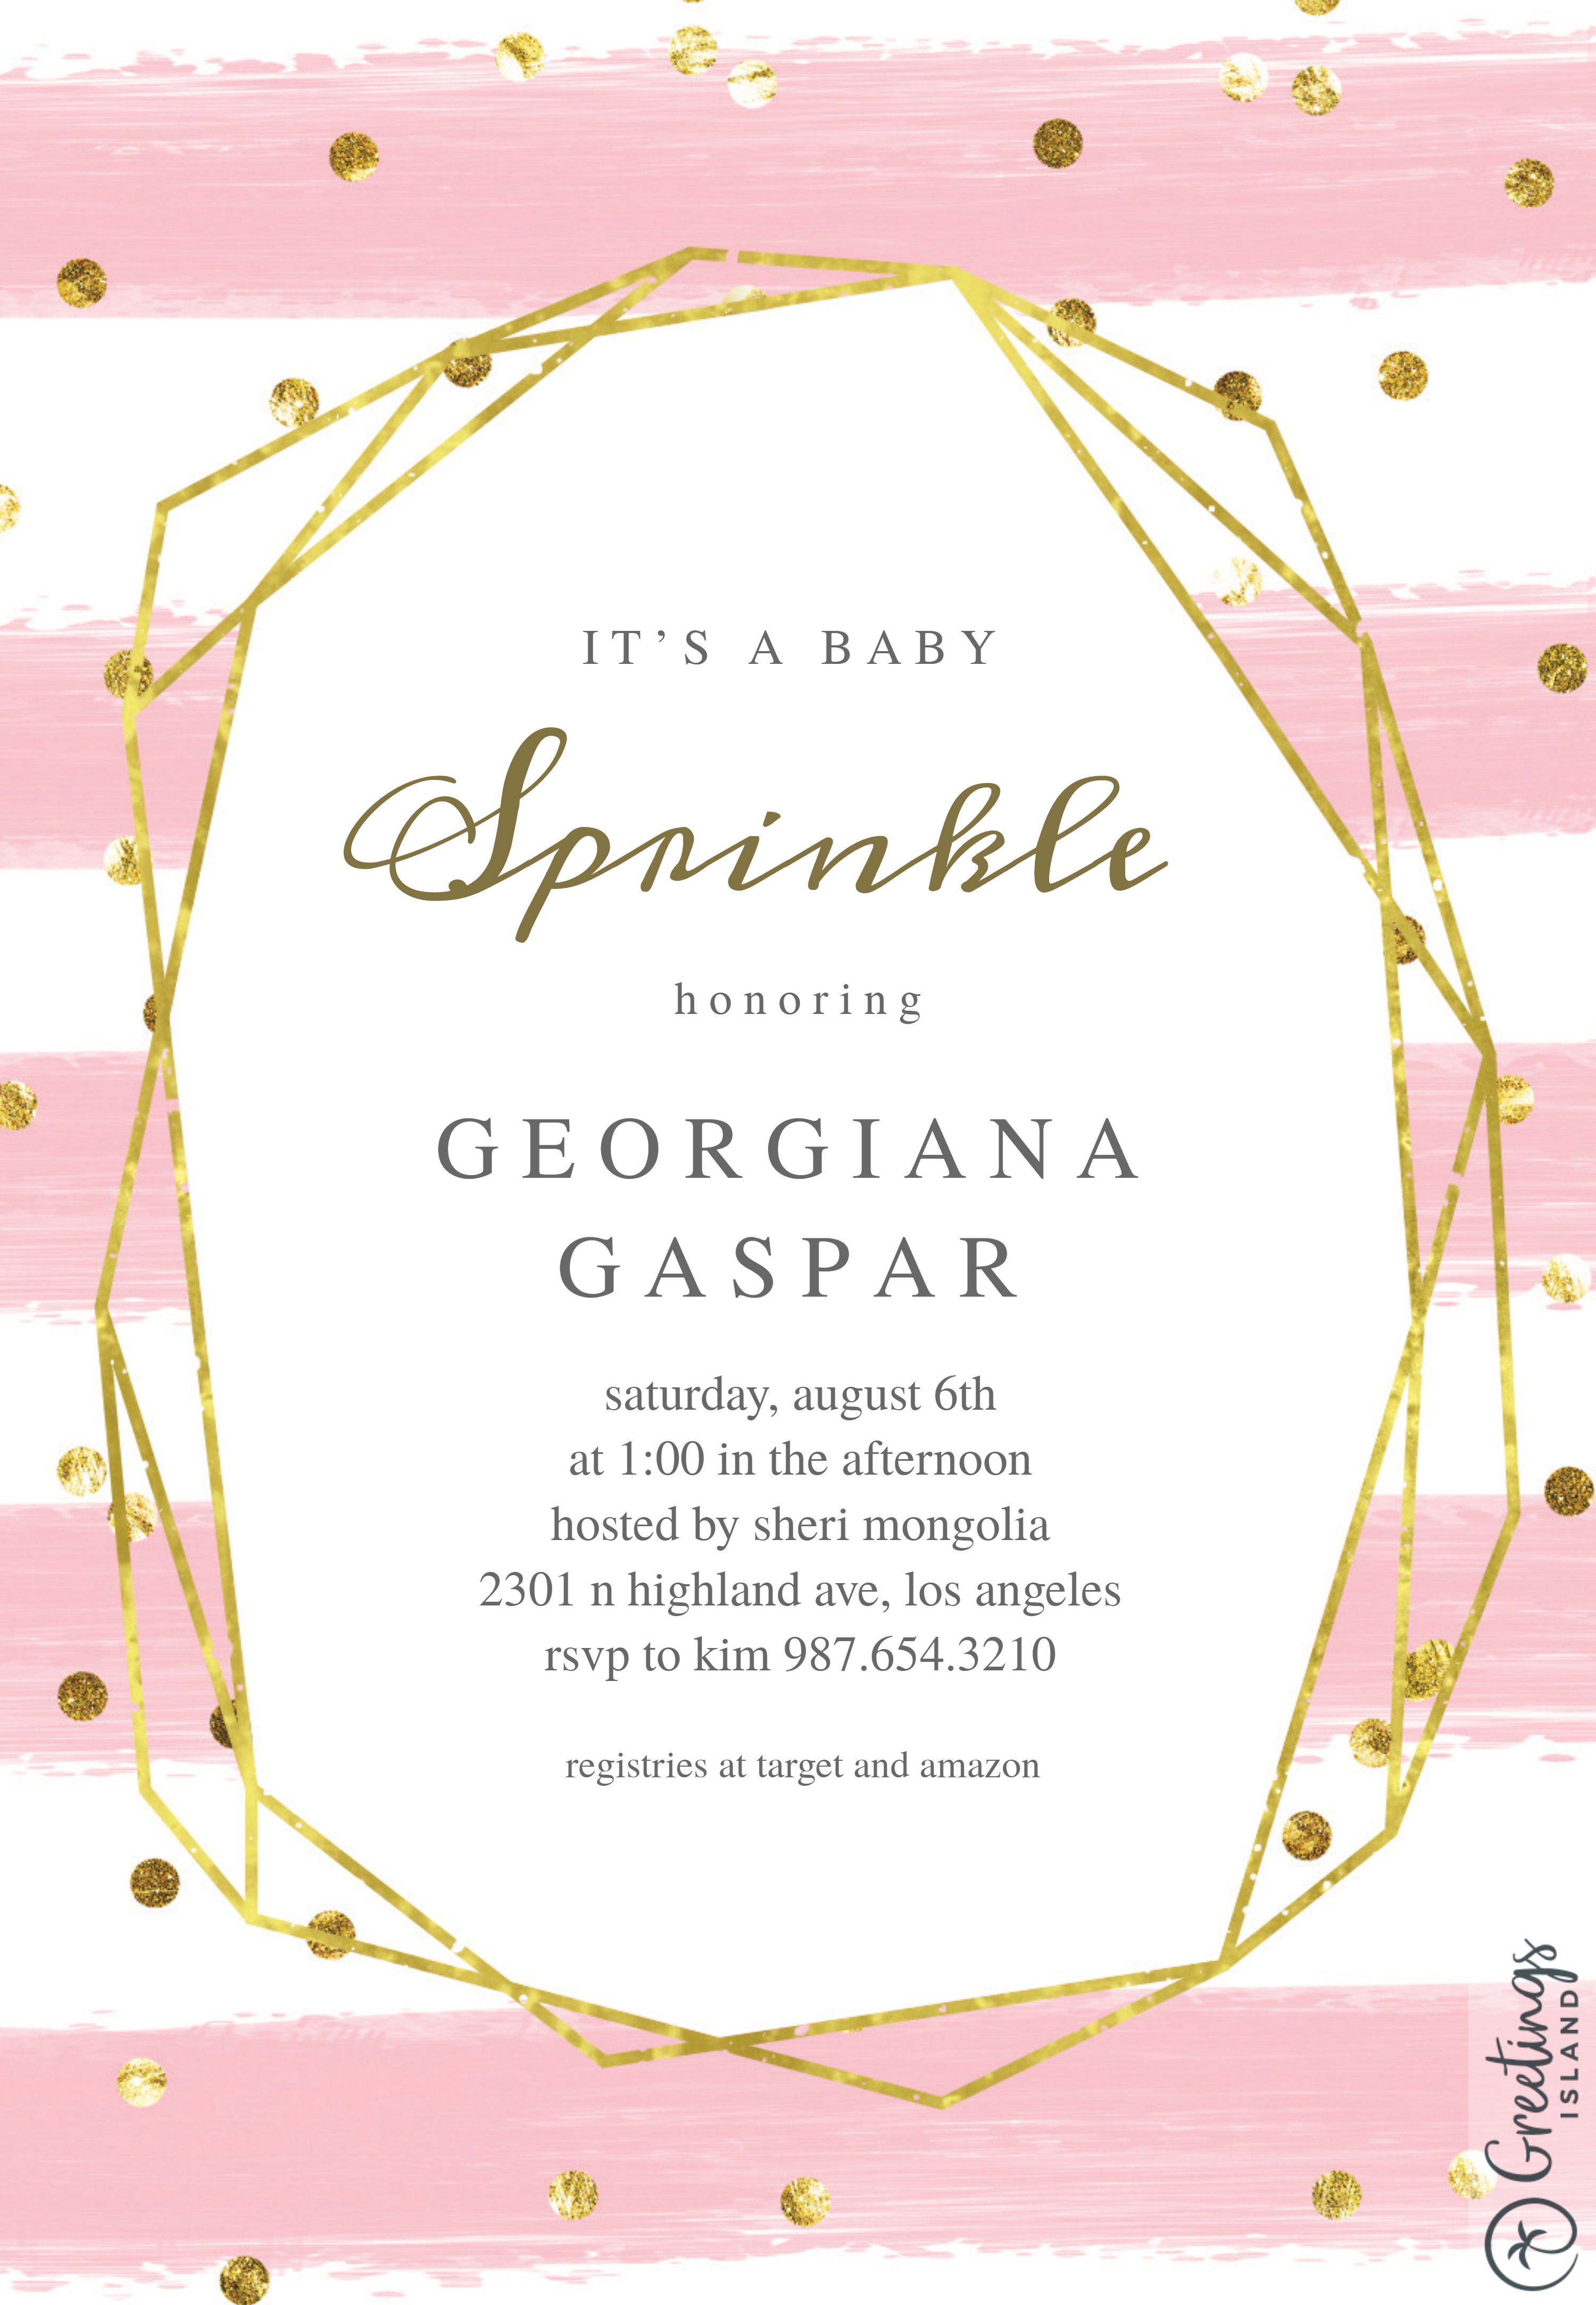 IT’S A BABY
Sprinkle
honoring
GEORGIANA
GASPAR
saturday, august 6th
at 1:00 in the afternoon
hosted by sheri mongolia
2301 n highland ave, los angeles
rsvp to kim 987.654.3210
registries at target and amazon
Greetings
ISLAND